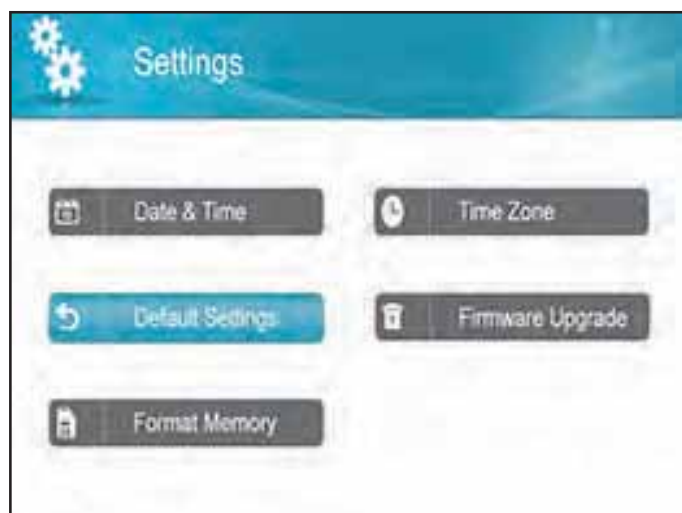 Settings
Date & Time
Time Zone
Default Settings
Firmware Upgrade
Format Memory